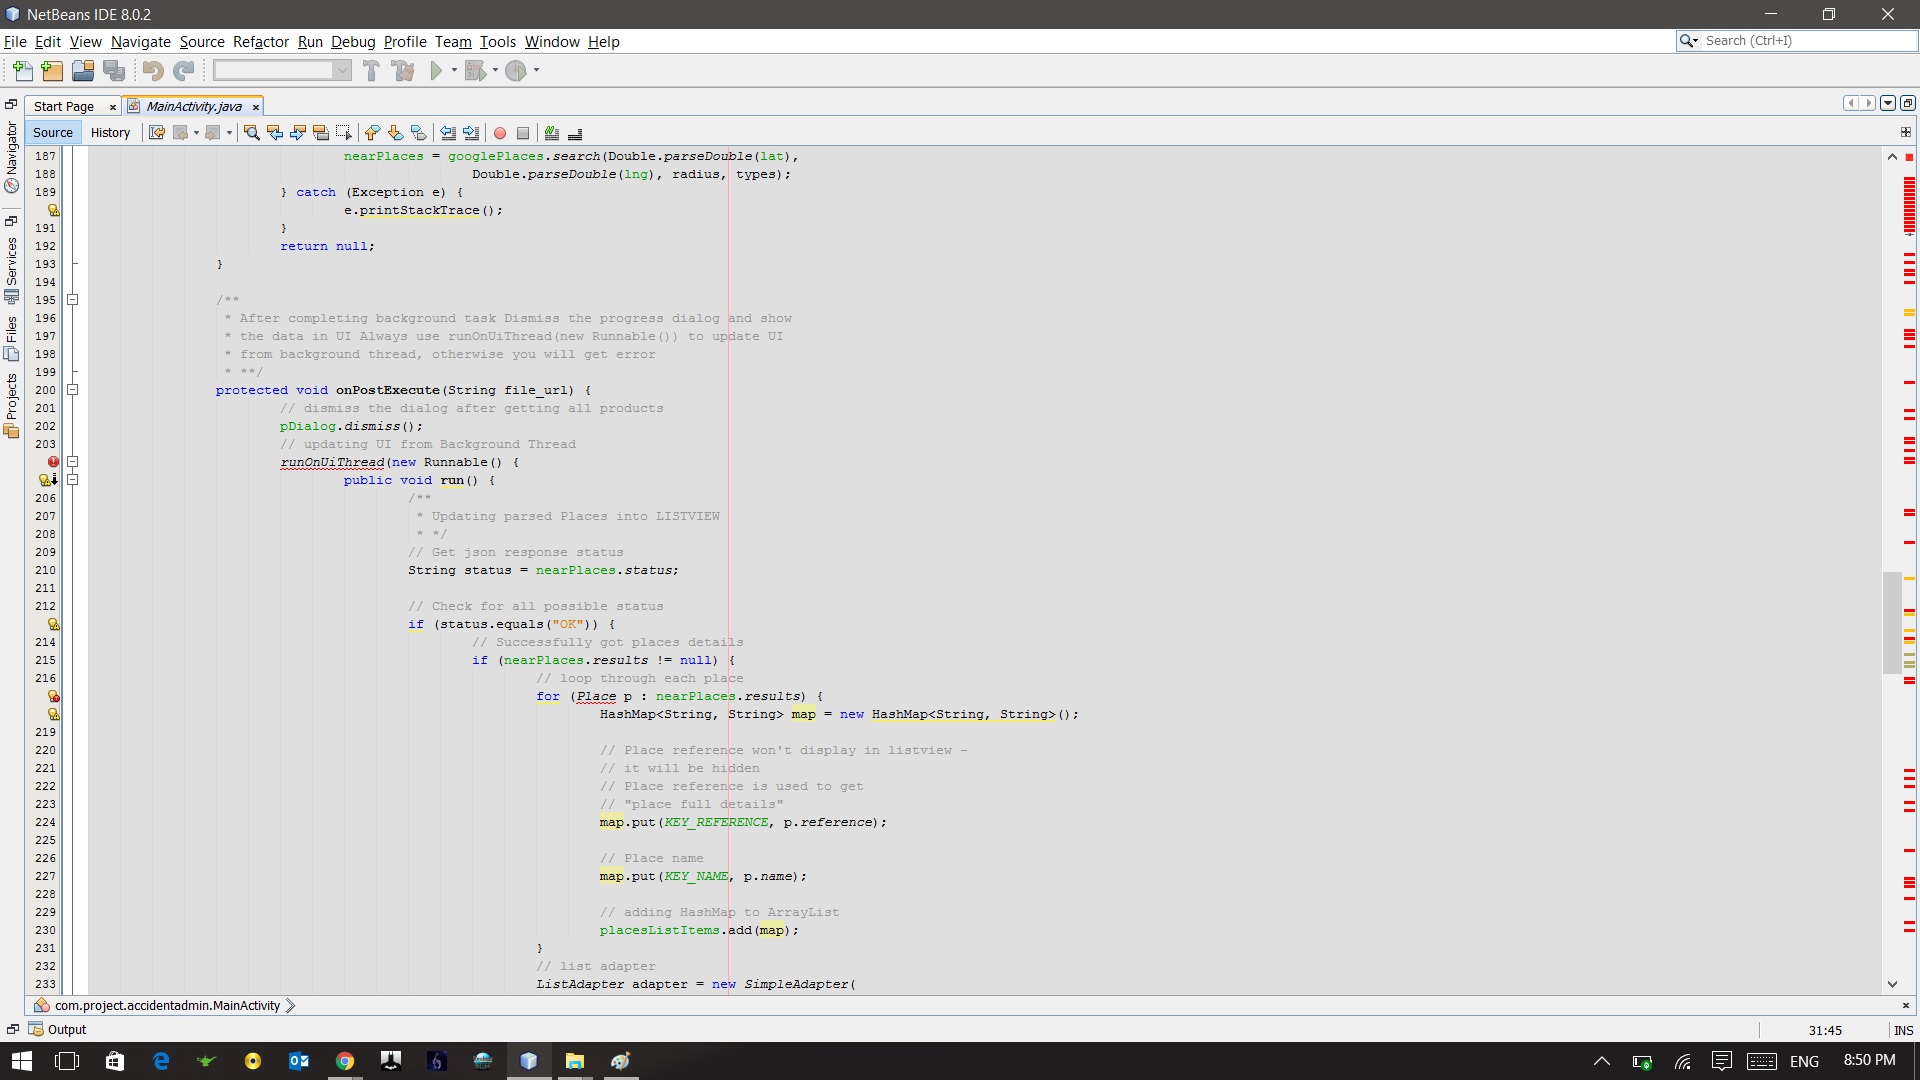 NetBeans IDE 8.0.2
File Edit View Navigate Source Refactor Run Debug Profile Team Tools Window Help
Search (Ctrl+I)
Start Page
MainActivity.java
Source History
Navigator
Services
Files
Projects
187 nearPlaces = googlePlaces.search(Double.parseDouble(lat),
188 Double.parseDouble(lng), radius, types);
189 } catch (Exception e) {
e.printStackTrace();
191 }
192 return null;
193 }
194
195 /**
196 * After completing background task Dismiss the progress dialog and show
197 * the data in UI Always use runOnUiThread(new Runnable()) to update UI
198 * from background thread, otherwise you will get error
199 * **/
200 protected void onPostExecute(String file_url) {
201 // dismiss the dialog after getting all products
202 pDialog.dismiss();
203 // updating UI from Background Thread
runOnUiThread(new Runnable() {
public void run() {
206 /**
207 * Updating parsed Places into LISTVIEW
208 * */
209 // Get json response status
210 String status = nearPlaces.status;
211
212 // Check for all possible status
if (status.equals("OK")) {
214 // Successfully got places details
215 if (nearPlaces.results != null) {
216 // loop through each place
for (Place p : nearPlaces.results) {
HashMap<String, String> map = new HashMap<String, String>();
219
220 // Place reference won't display in listview -
221 // it will be hidden
222 // Place reference is used to get
223 // "place full details"
224 map.put(KEY_REFERENCE, p.reference);
225
226 // Place name
227 map.put(KEY_NAME, p.name);
228
229 // adding HashMap to ArrayList
230 placesListItems.add(map);
231 }
232 // list adapter
233 ListAdapter adapter = new SimpleAdapter(
com.project.accidentadmin.MainActivity
Output
31:45 INS
ENG 8:50 PM